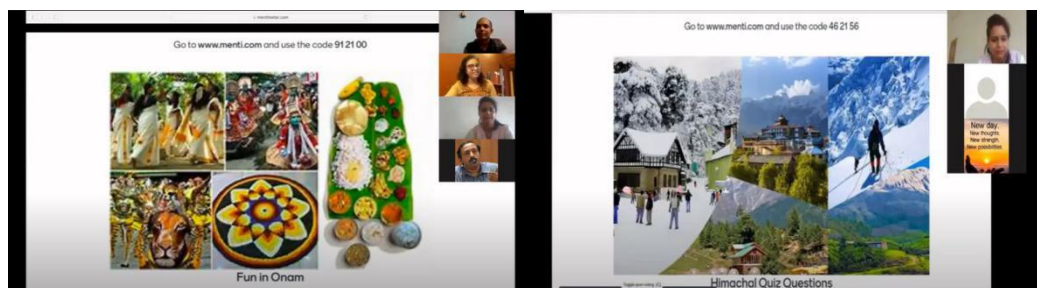 mentimeter.com
Go to www.menti.com and use the code 91 21 00
Fun in Onam
Go to www.menti.com and use the code 46 21 56
New day.
New thoughts.
New strength.
New possibilities.
Himachal Quiz Questions